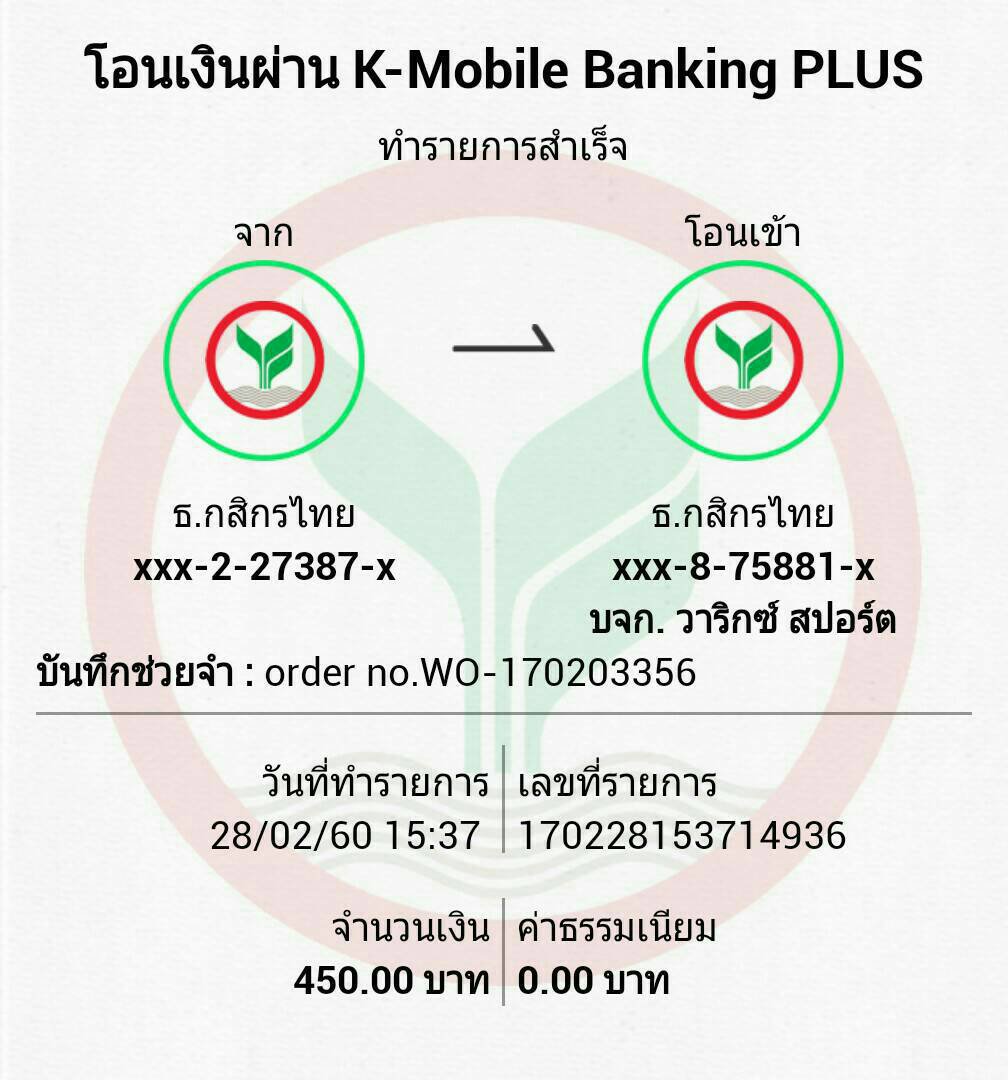 โอนเงินผ่าน K-Mobile Banking PLUS
ทำรายการสำเร็จ
จาก
โอนเข้า
ธ.กสิกรไทย
xxx-2-27387-x
ธ.กสิกรไทย
xxx-8-75881-x
บจก. วาริกซ์ สปอร์ต
บันทึกช่วยจำ : order no.WO-170203356
วันที่ทำรายการ
28/02/60 15:37
เลขที่รายการ
170228153714936
จำนวนเงิน
450.00 บาท
ค่าธรรมเนียม
0.00 บาท